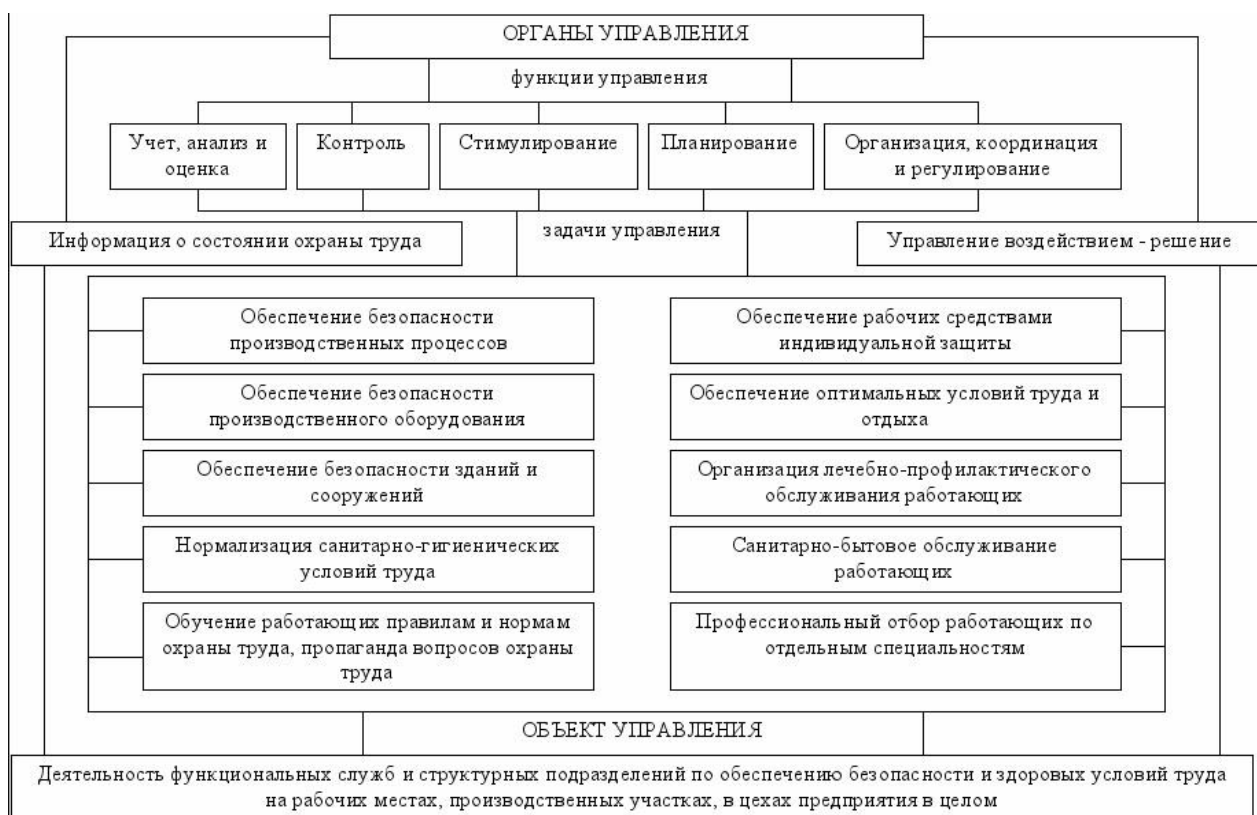 ОРГАНЫ УПРАВЛЕНИЯ
функции управления
Учет, анализ и
оценка
Контроль
Стимулирование
Планирование
Организация, координация
и регулирование
Информация о состоянии охраны труда
задачи управления
Управление воздействием - решение
Обеспечение безопасности
производственных процессов
Обеспечение рабочих средствами
индивидуальной защиты
Обеспечение безопасности
производственного оборудования
Обеспечение оптимальных условий труда и
отдыха
Обеспечение безопасности зданий и
сооружений
Организация лечебно-профилактического
обслуживания работающих
Нормализация санитарно-гигиенических
условий труда
Санитарно-бытовое обслуживание
работающих
Обучение работающих правилам и нормам
охраны труда, пропаганда вопросов охраны
труда
Профессиональный отбор работающих по
отдельным специальностям
ОБЪЕКТ УПРАВЛЕНИЯ
Деятельность функциональных служб и структурных подразделений по обеспечению безопасности и здоровых условий труда
на рабочих местах, производственных участках, в цехах предприятия в целом